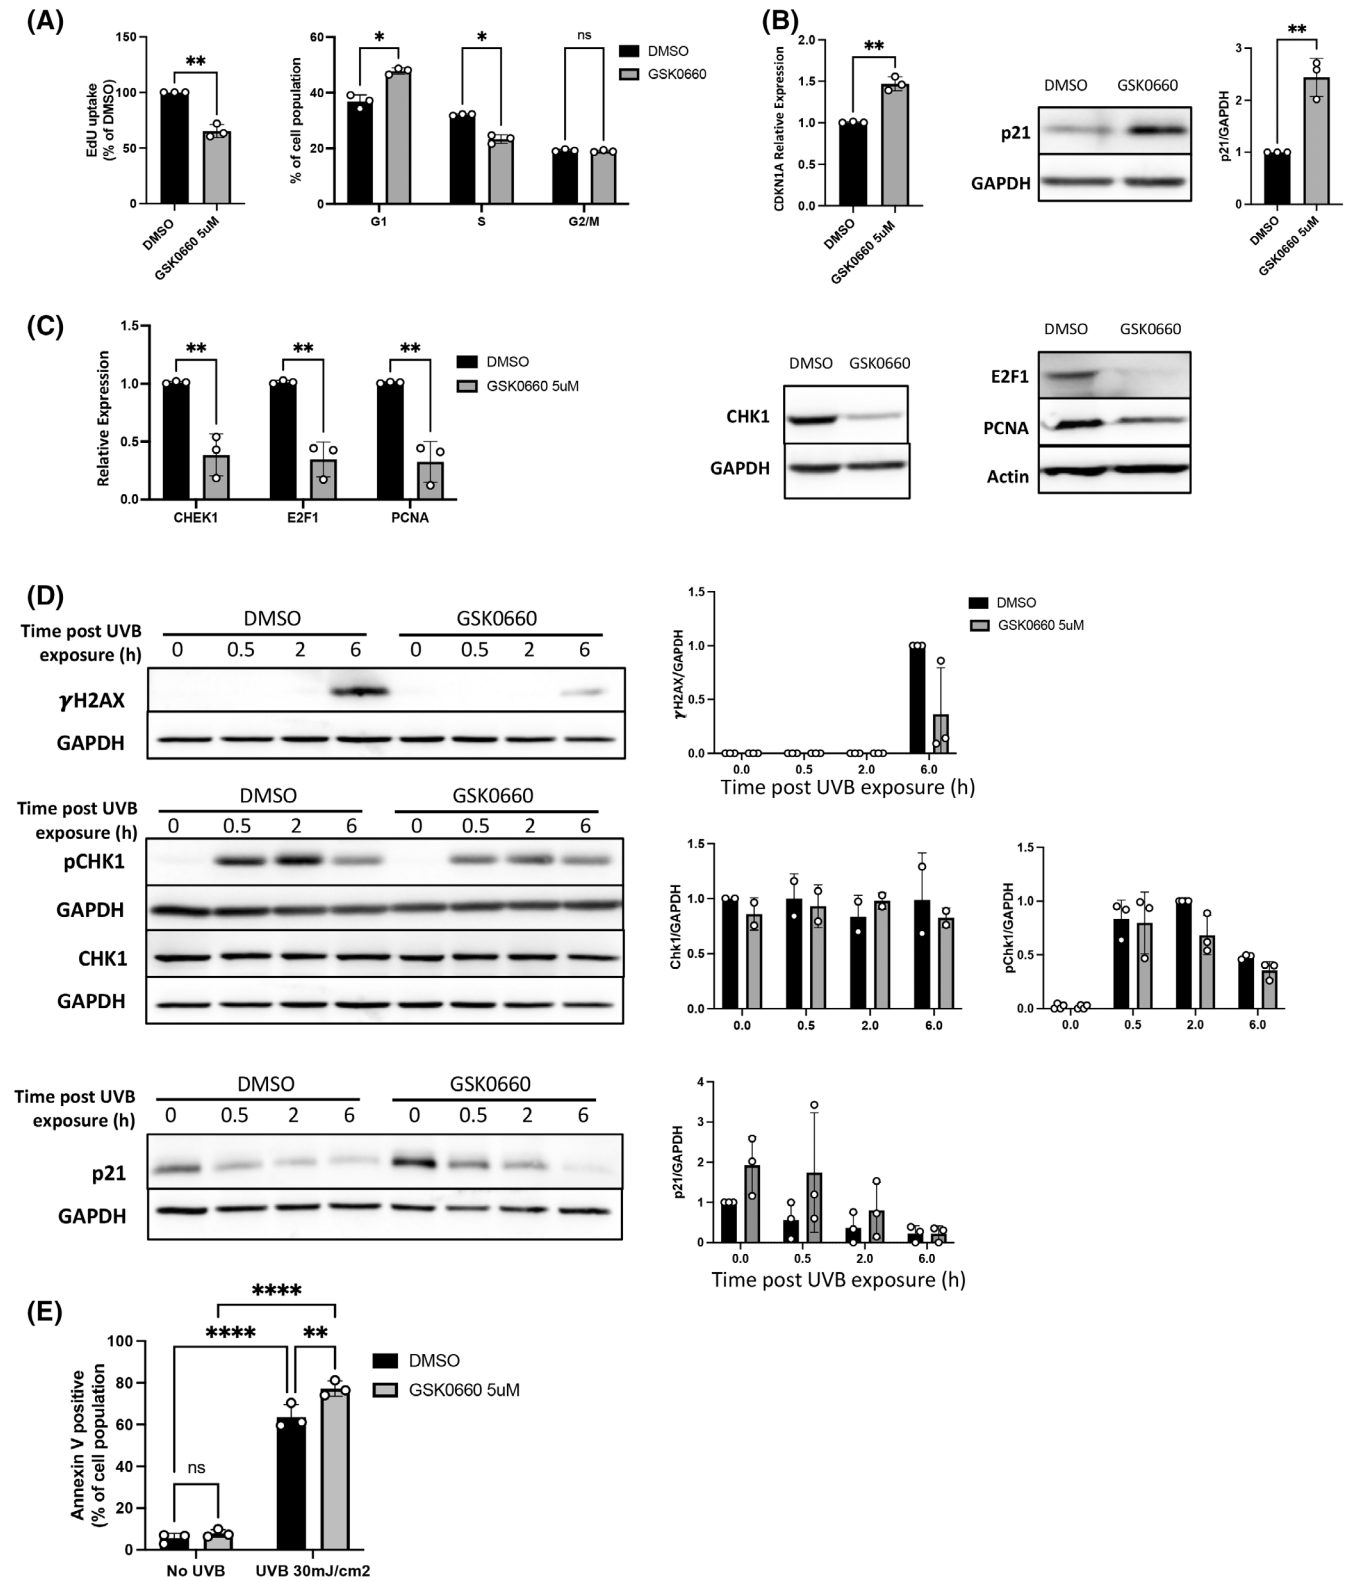 (A)
EdU uptake
(% of DMSO)
150
100
50
0
**
DMSO
GSK0660 5uM
% of cell population
60
40
20
0
*
*
ns
G1
S
G2/M
DMSO
GSK0660
(B)
CDKN1A Relative Expression
2.0
1.5
1.0
0.5
0.0
**
DMSO
GSK0660 5uM
DMSO GSK0660
p21
GAPDH
p21/GAPDH
3
2
1
0
**
DMSO
GSK0660 5uM
(C)
Relative Expression
1.5
1.0
0.5
0.0
**
**
**
CHEK1
E2F1
PCNA
DMSO
GSK0660 5uM
DMSO GSK0660
CHK1
GAPDH
DMSO GSK0660
E2F1
PCNA
Actin
(D)
DMSO GSK0660
Time post UVB
exposure (h)
0 0.5 2 6 0 0.5 2 6
γH2AX
GAPDH
γH2AX/GAPDH
1.5
1.0
0.5
0.0
0.0 0.5 2.0 6.0
Time post UVB exposure (h)
DMSO
GSK0660 5uM
DMSO GSK0660
Time post UVB
exposure (h)
0 0.5 2 6 0 0.5 2 6
pCHK1
GAPDH
CHK1
GAPDH
Chk1/GAPDH
1.5
1.0
0.5
0.0
0.0 0.5 2.0 6.0
pChk1/GAPDH
1.5
1.0
0.5
0.0
0.0 0.5 2.0 6.0
DMSO GSK0660
Time post UVB
exposure (h)
0 0.5 2 6 0 0.5 2 6
p21
GAPDH
p21/GAPDH
4
3
2
1
0
0.0 0.5 2.0 6.0
Time post UVB exposure (h)
(E)
Annexin V positive
(% of cell population
100
80
60
40
20
0
****
****
**
ns
No UVB
UVB 30mJ/cm2
DMSO
GSK0660 5uM